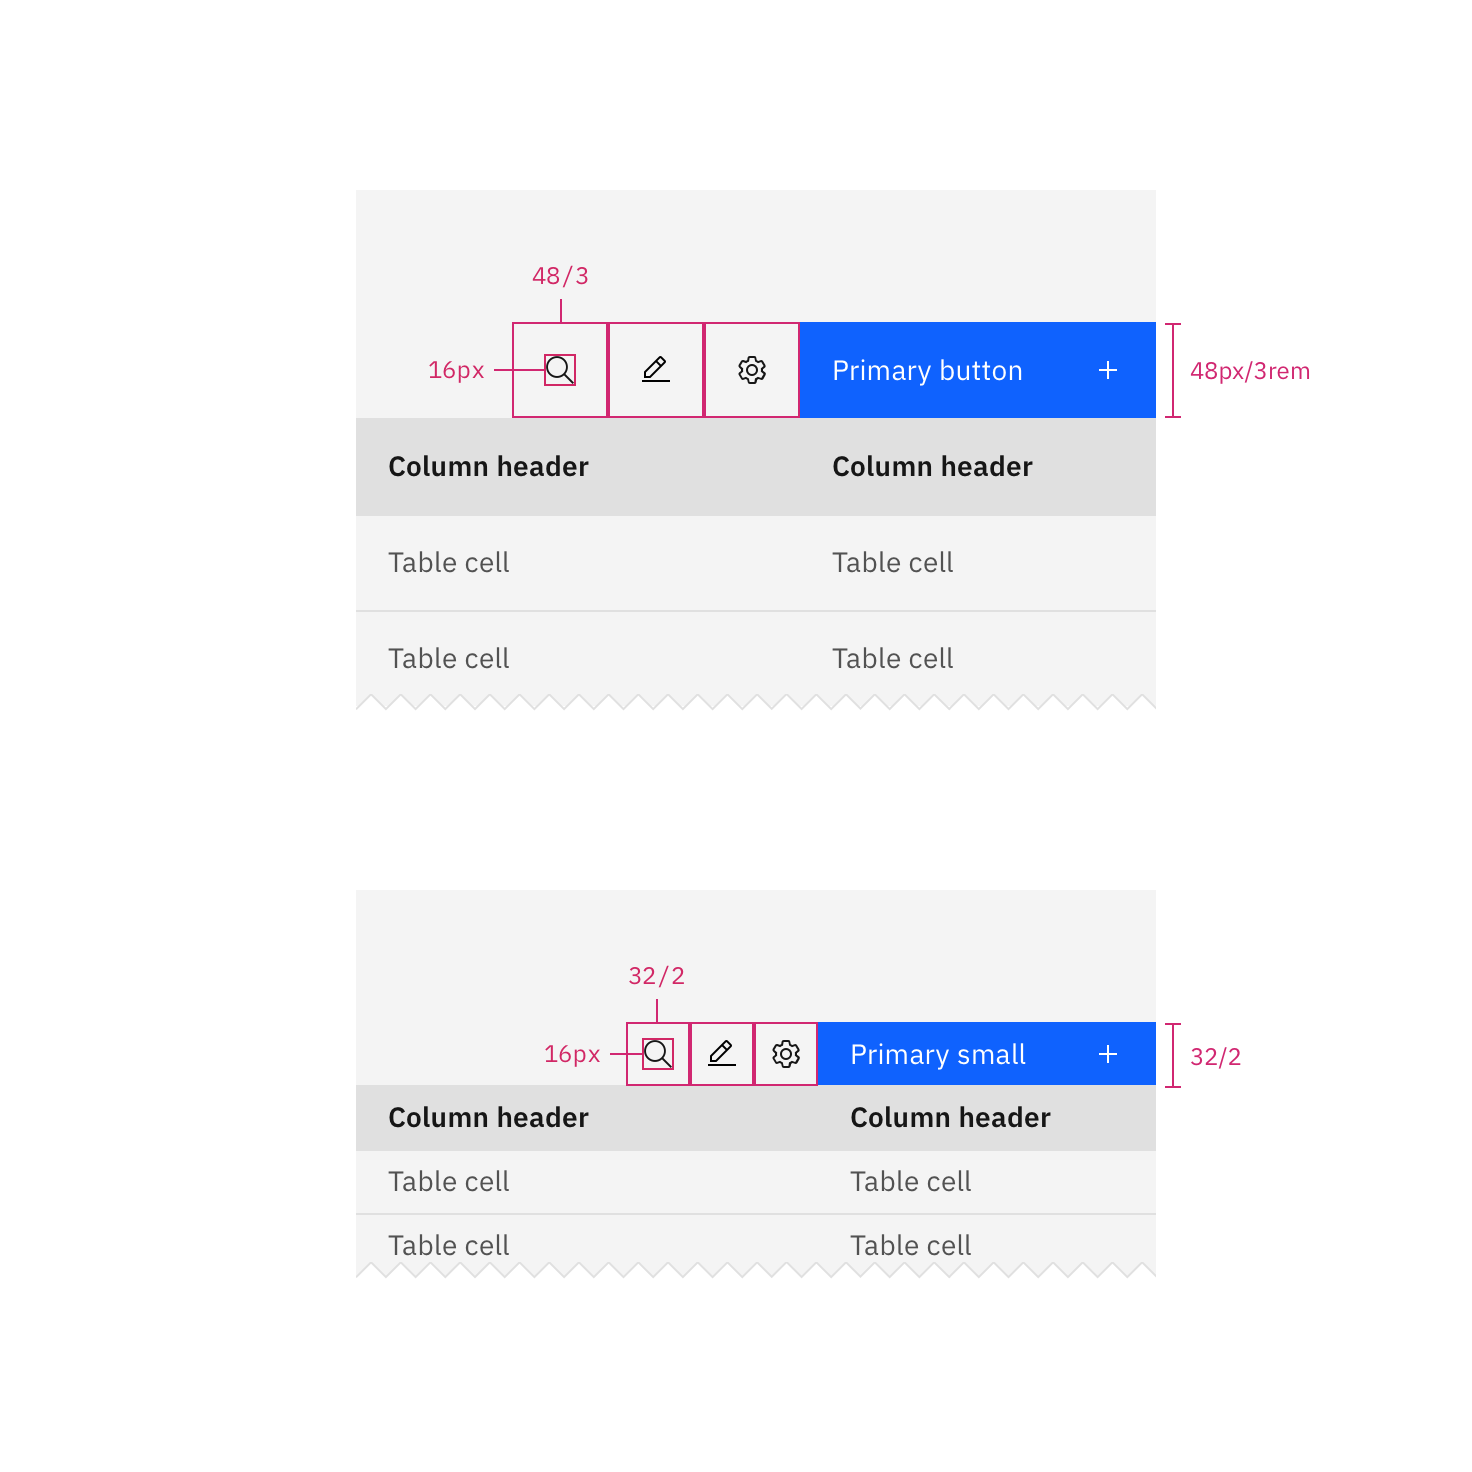 48/3
16px
Primary button
48px/3rem
Column header
Column header
Table cell
Table cell
Table cell
Table cell
32/2
16px
Primary small
32/2
Column header
Column header
Table cell
Table cell
Table cell
Table cell